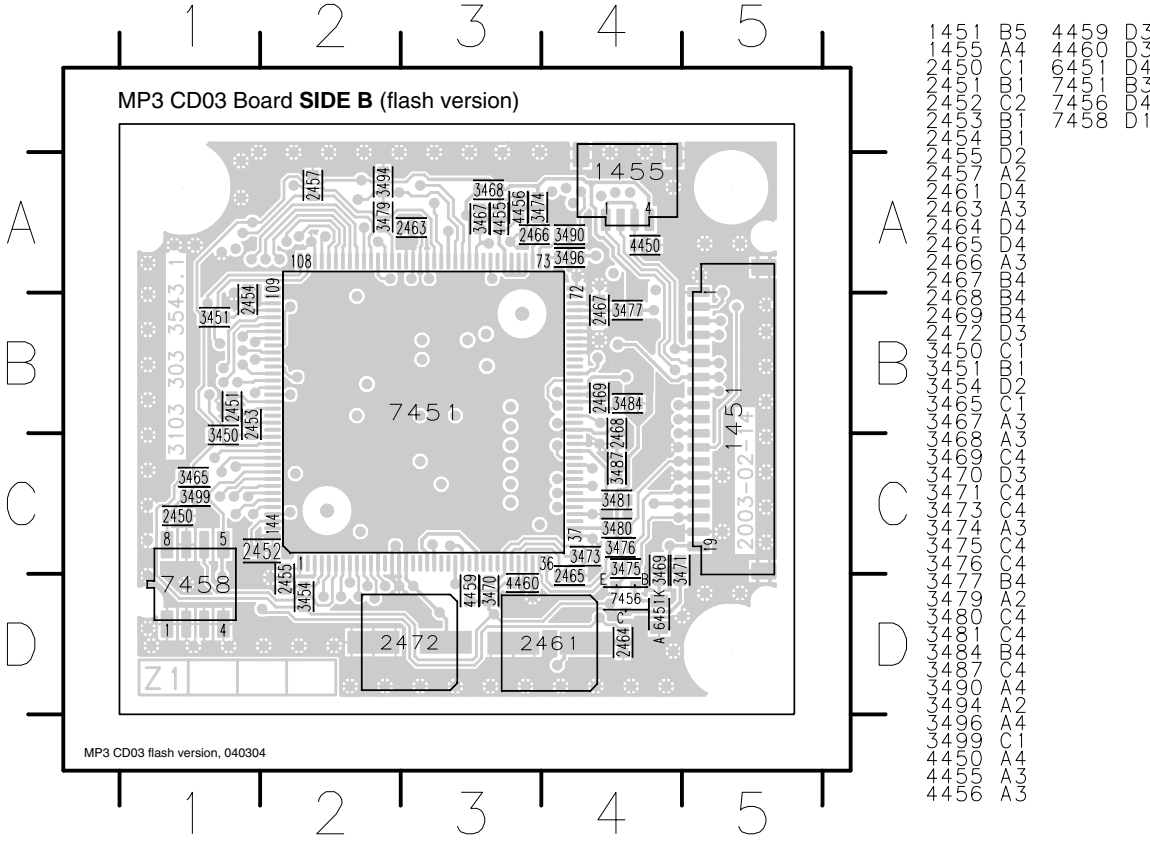 1 2 3 4 5
MP3 CD03 Board SIDE B (flash version)
A
A
B
B
C
C
D
D
1455
1 4
2457
3494
3479
2463
3468
3467
4455
4456
3474
2466
3490
3496
4450
108
73
109
72
2454
3451
2467
3477
3103 303 3543.1
7451
1451
2451
2453
3450
2469
3484
2468
3487
3465
3499
2450
3481
3480
3476
3475
3473
2465
3469
3471
2003-02-14
19
8 5
7458
1 4
144
2452
1
37
36
2455
3454
4459
3470
4460
E B
7456
C
K
6451
A
2464
2472
2461
Z1
MP3 CD03 flash version, 040304
1 2 3 4 5
1451 B5
1455 A4
2450 C1
2451 B1
2452 C2
2453 B1
2454 B1
2455 D2
2457 A2
2461 D4
2463 A3
2464 D4
2465 D4
2466 A3
2467 B4
2468 B4
2469 B4
2472 D3
3450 C1
3451 B1
3454 D2
3465 C1
3467 A3
3468 A3
3469 C4
3470 D3
3471 C4
3473 C4
3474 A3
3475 C4
3476 C4
3477 B4
3479 A2
3480 C4
3481 C4
3484 B4
3487 C4
3490 A4
3494 A2
3496 A4
3499 C1
4450 A4
4455 A3
4456 A3
4459 D3
4460 D3
6451 D4
7451 B3
7456 D4
7458 D1